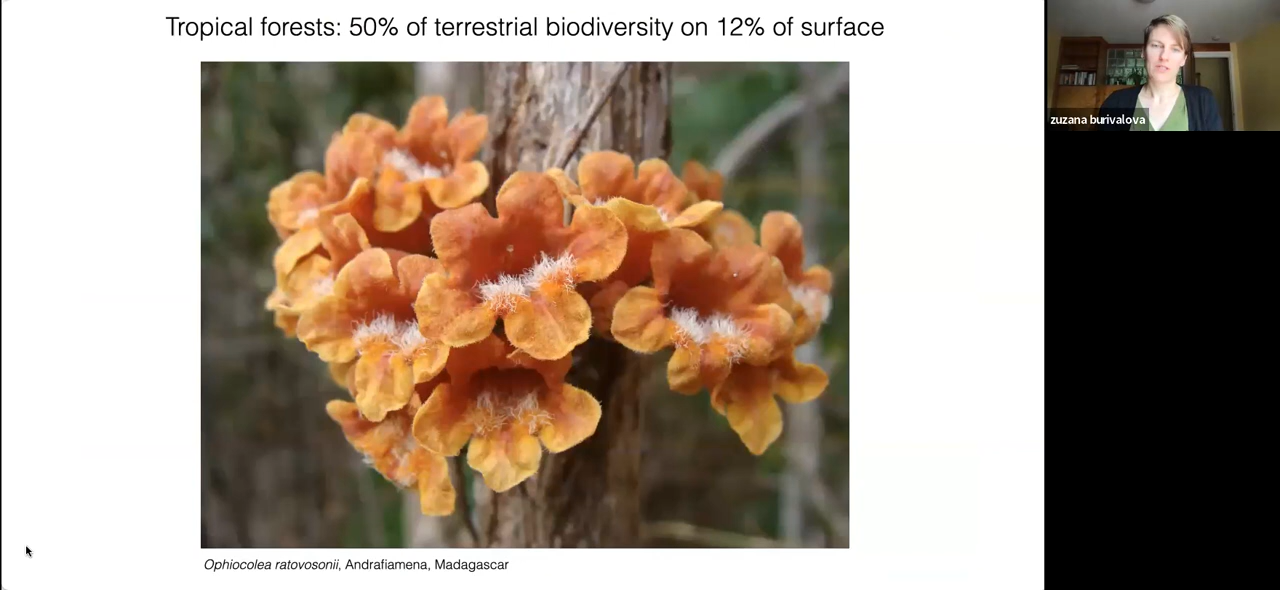 Tropical forests: 50% of terrestrial biodiversity on 12% of surface
zuzana burivalova
Ophiocolea ratovosonii, Andrafiamena, Madagascar